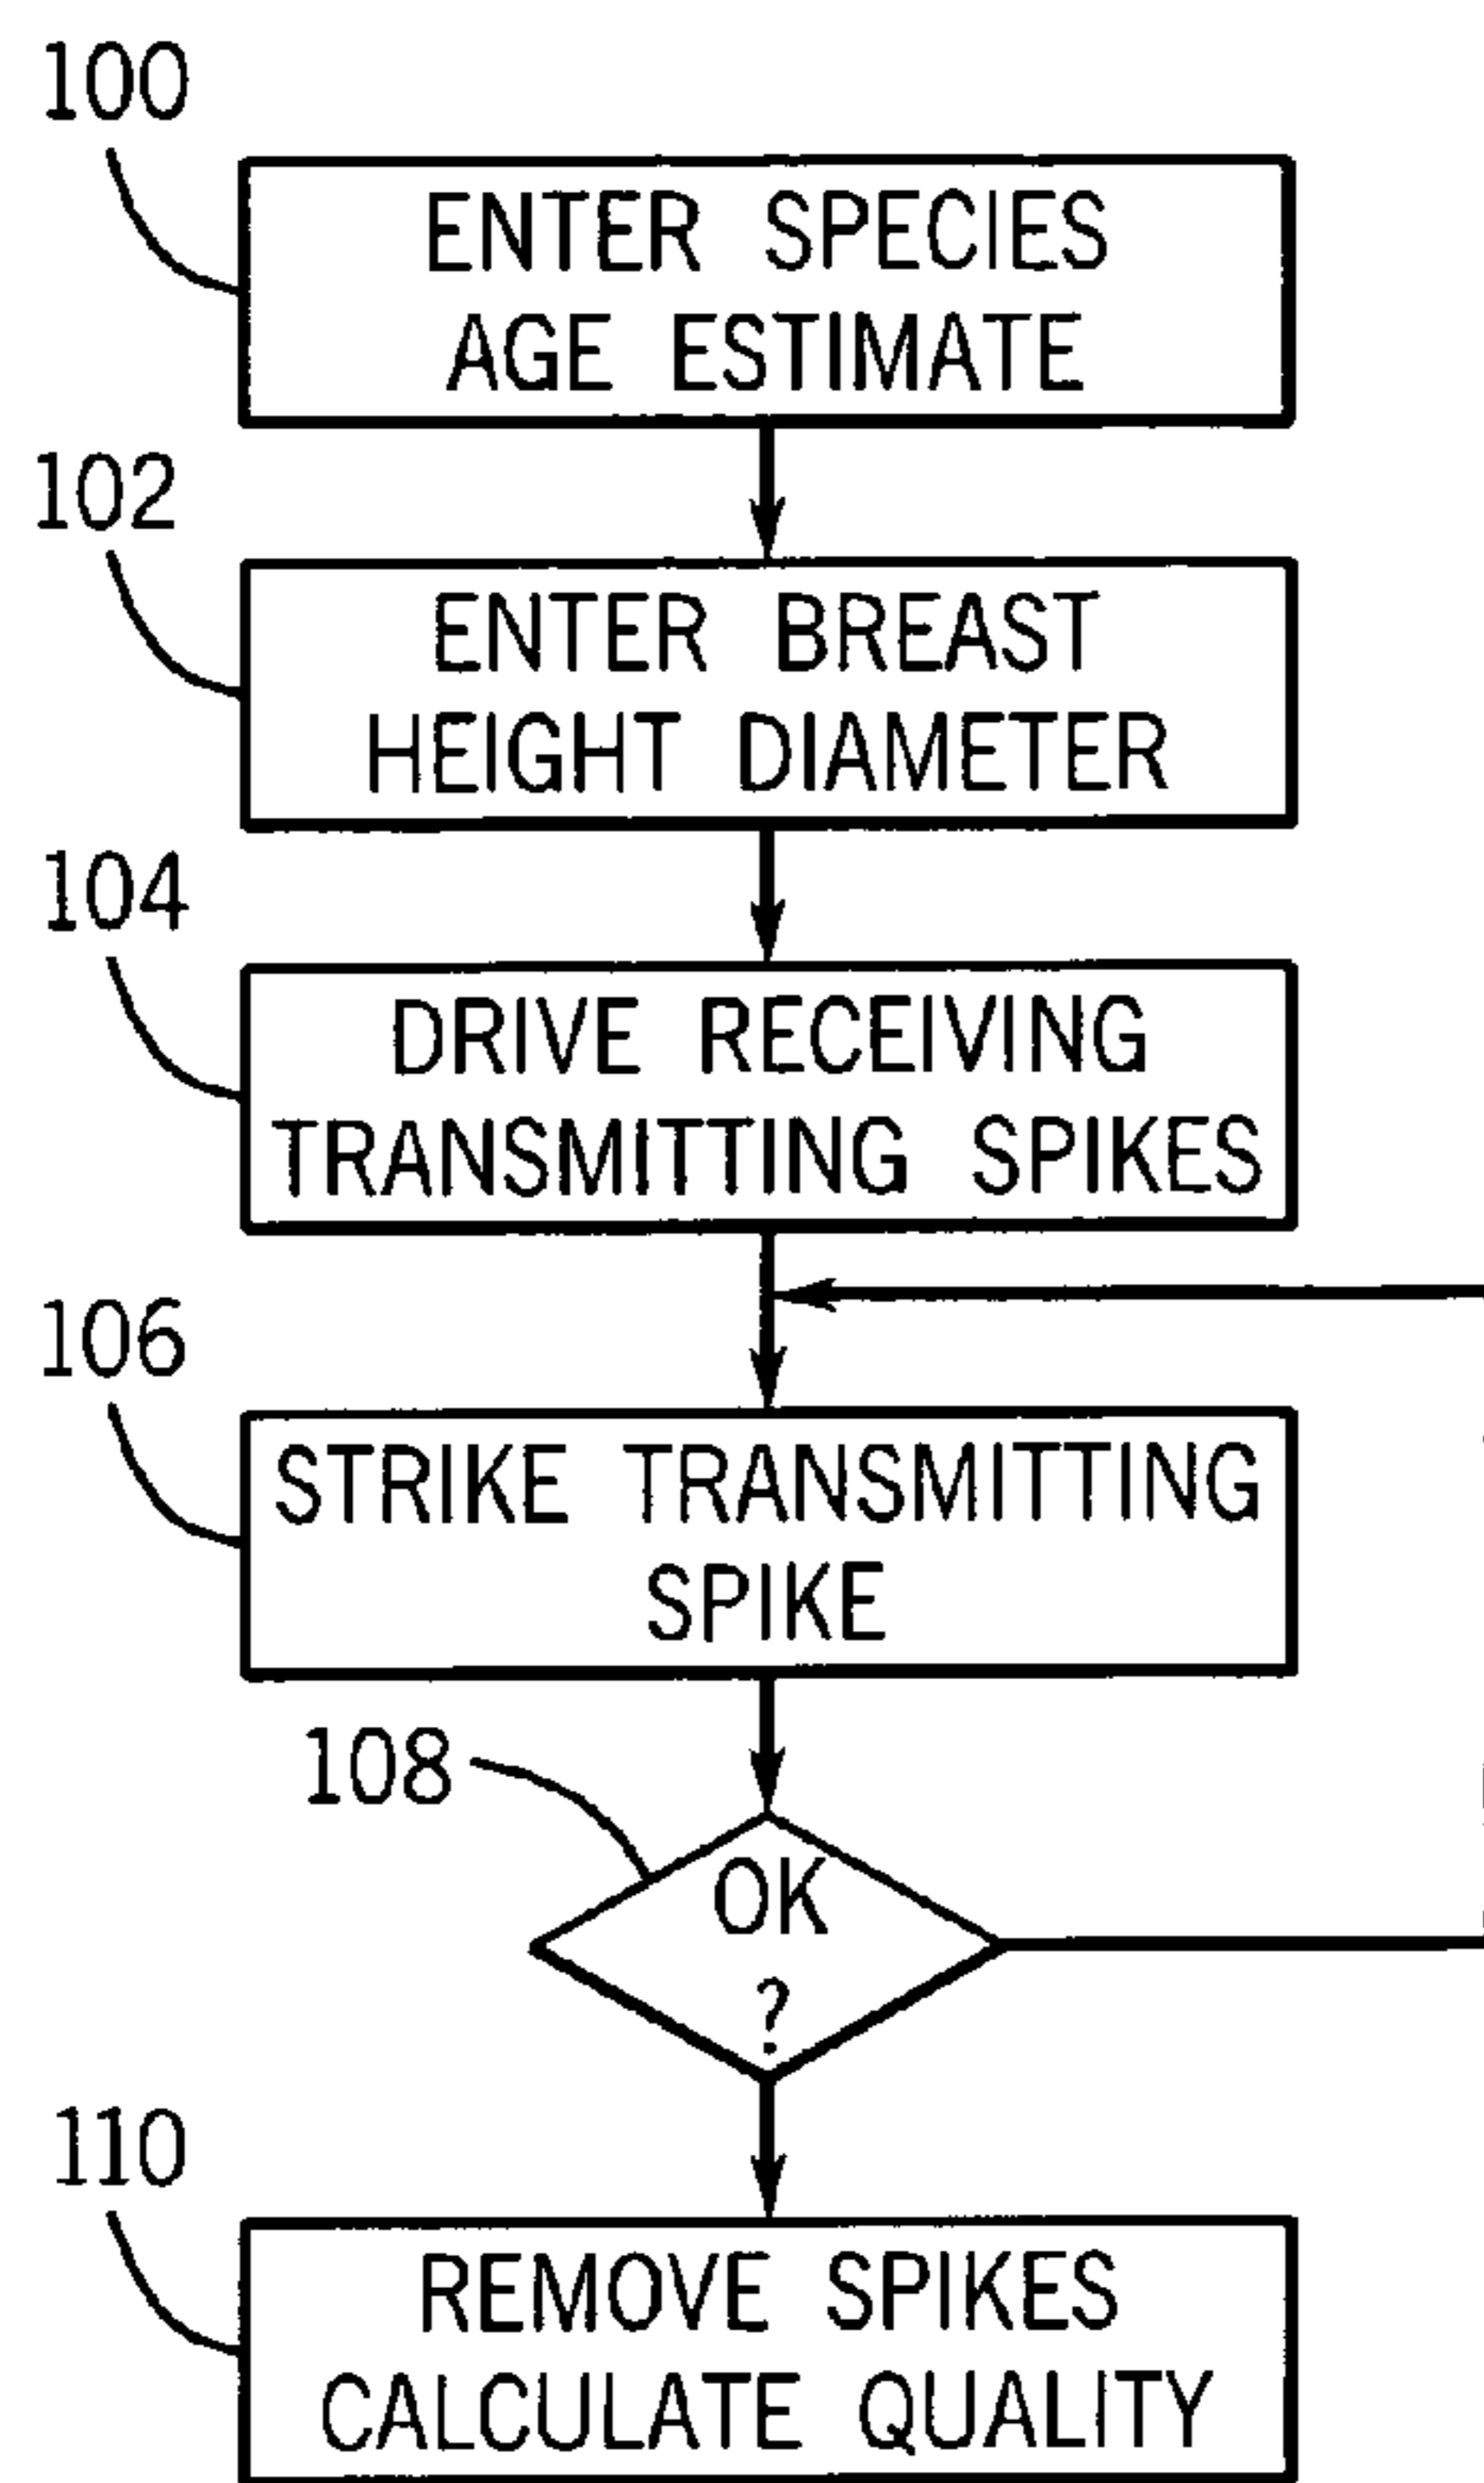 100
ENTER SPECIES
AGE ESTIMATE
102
ENTER BREAST
HEIGHT DIAMETER
104
DRIVE RECEIVING
TRANSMITTING SPIKES
106
STRIKE TRANSMITTING
SPIKE
108
OK
?
110
REMOVE SPIKES
CALCULATE QUALITY